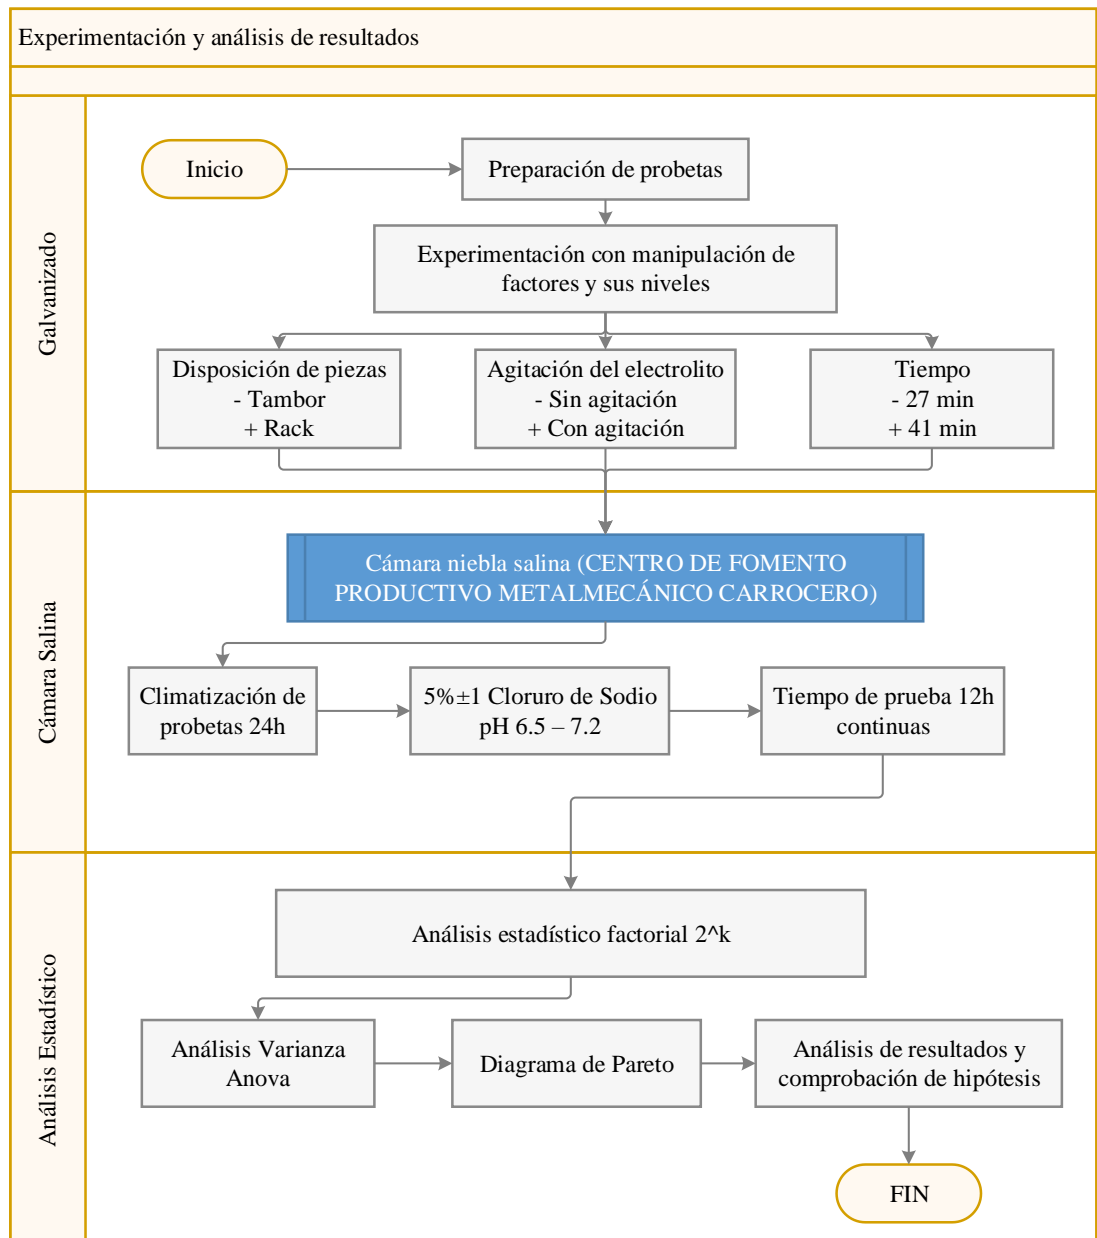 Experimentación y análisis de resultados
Galvanizado
Inicio
Preparación de probetas
Experimentación con manipulación de
factores y sus niveles
Disposición de piezas
- Tambor
+ Rack
Agitación del electrolito
- Sin agitación
+ Con agitación
Tiempo
- 27 min
+ 41 min
Cámara Salina
Cámara niebla salina (CENTRO DE FOMENTO
PRODUCTIVO METALMECÁNICO CARROCERO)
Climatización de
probetas 24h
5%±1 Cloruro de Sodio
pH 6.5 – 7.2
Tiempo de prueba 12h
continuas
Análisis Estadístico
Análisis estadístico factorial 2^k
Análisis Varianza
Anova
Diagrama de Pareto
Análisis de resultados y
comprobación de hipótesis
FIN